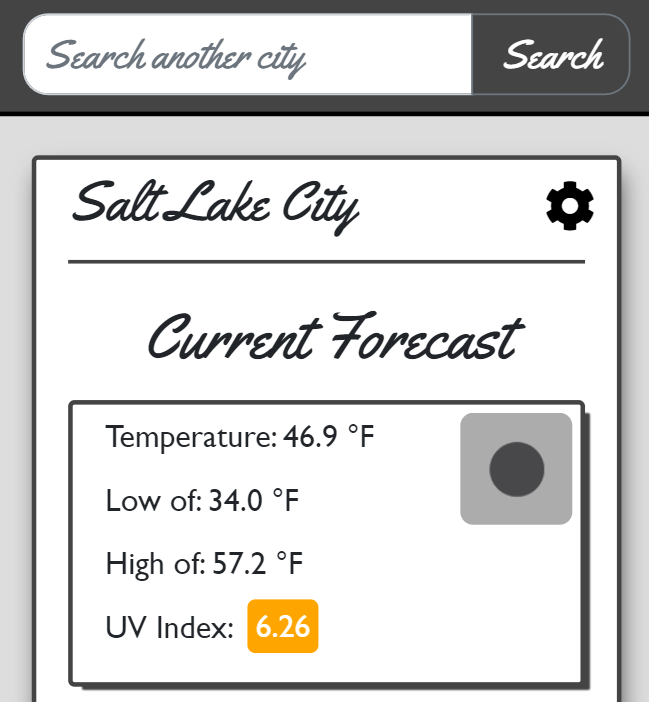 Search another city Search
Salt Lake City
Current Forecast
Temperature: 46.9 °F
Low of: 34.0 °F
High of: 57.2 °F
UV Index: 6.26